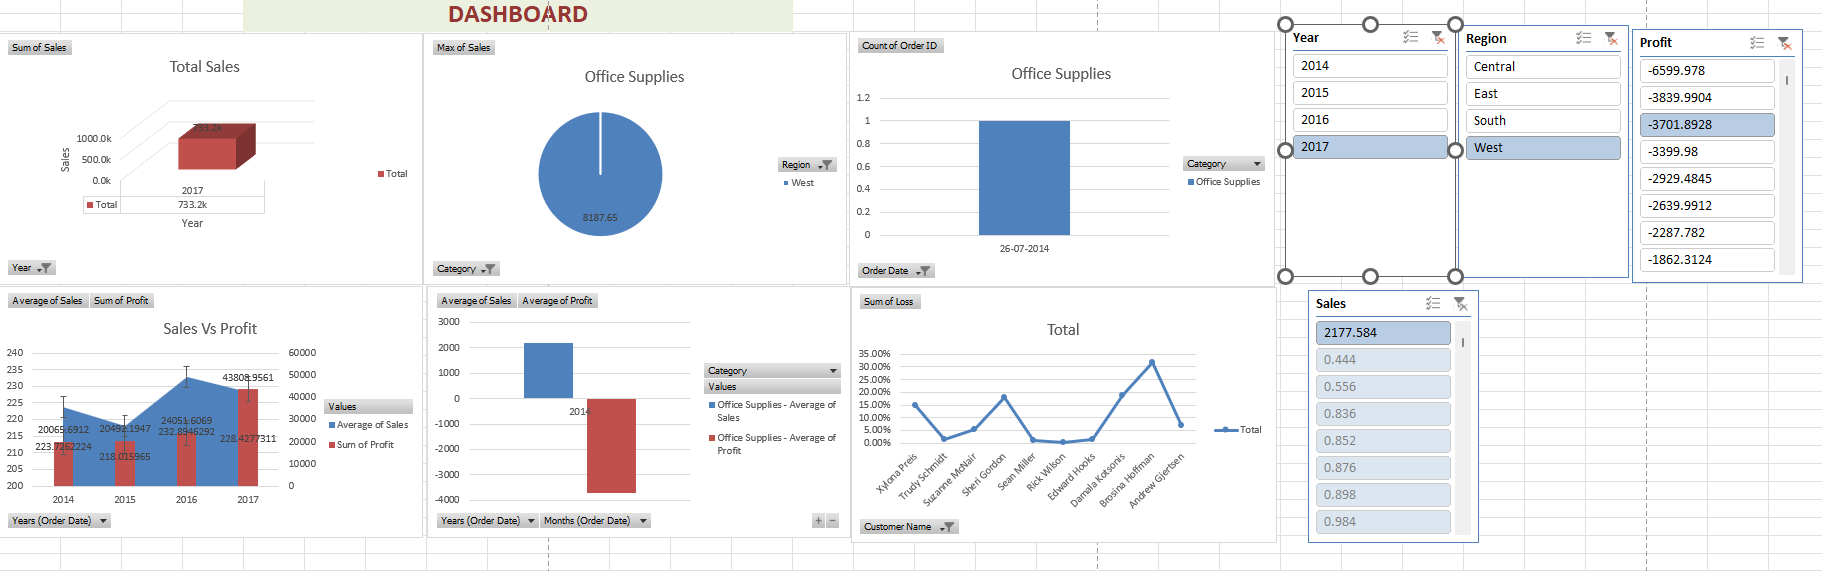 DASHBOARD
Sum of Sales
Total Sales
Sales
1000.0k
500.0k
0.0k
733.2k
2017
Total 733.2k
Year
Total
Year
Max of Sales
Office Supplies
8187.65
Region
West
Category
Count of Order ID
Office Supplies
1.2
1
0.8
0.6
0.4
0.2
0
26-07-2014
Category
Office Supplies
Order Date
Year
2014
2015
2016
2017
Region
Central
East
South
West
Profit
-6599.978
-3839.9904
-3701.8928
-3399.98
-2929.4845
-2639.9912
-2287.782
-1862.3124
Average of Sales Sum of Profit
Sales Vs Profit
240
235
230
225
220
215
210
205
200
60000
50000
40000
30000
20000
10000
0
43808.9561
20065.6912 20492.1947 24051.6069
223.7262224 218.015965 232.8946292 228.4277311
2014 2015 2016 2017
Values
Average of Sales
Sum of Profit
Years (Order Date)
Average of Sales Average of Profit
3000
2000
1000
0
-1000
-2000
-3000
-4000
2014
Category
Values
Office Supplies - Average of
Sales
Office Supplies - Average of
Profit
Years (Order Date) Months (Order Date)
+ −
Sum of Loss
Total
35.00%
30.00%
25.00%
20.00%
15.00%
10.00%
5.00%
0.00%
Xylona Preis
Trudy Schmidt
Suzanne McNair
Sheri Gordon
Sean Miller
Rick Wilson
Edward Hooks
Damala Kotsonis
Brosina Hoffman
Andrew Gjertsen
Total
Customer Name
Sales
2177.584
0.444
0.556
0.836
0.852
0.876
0.898
0.984